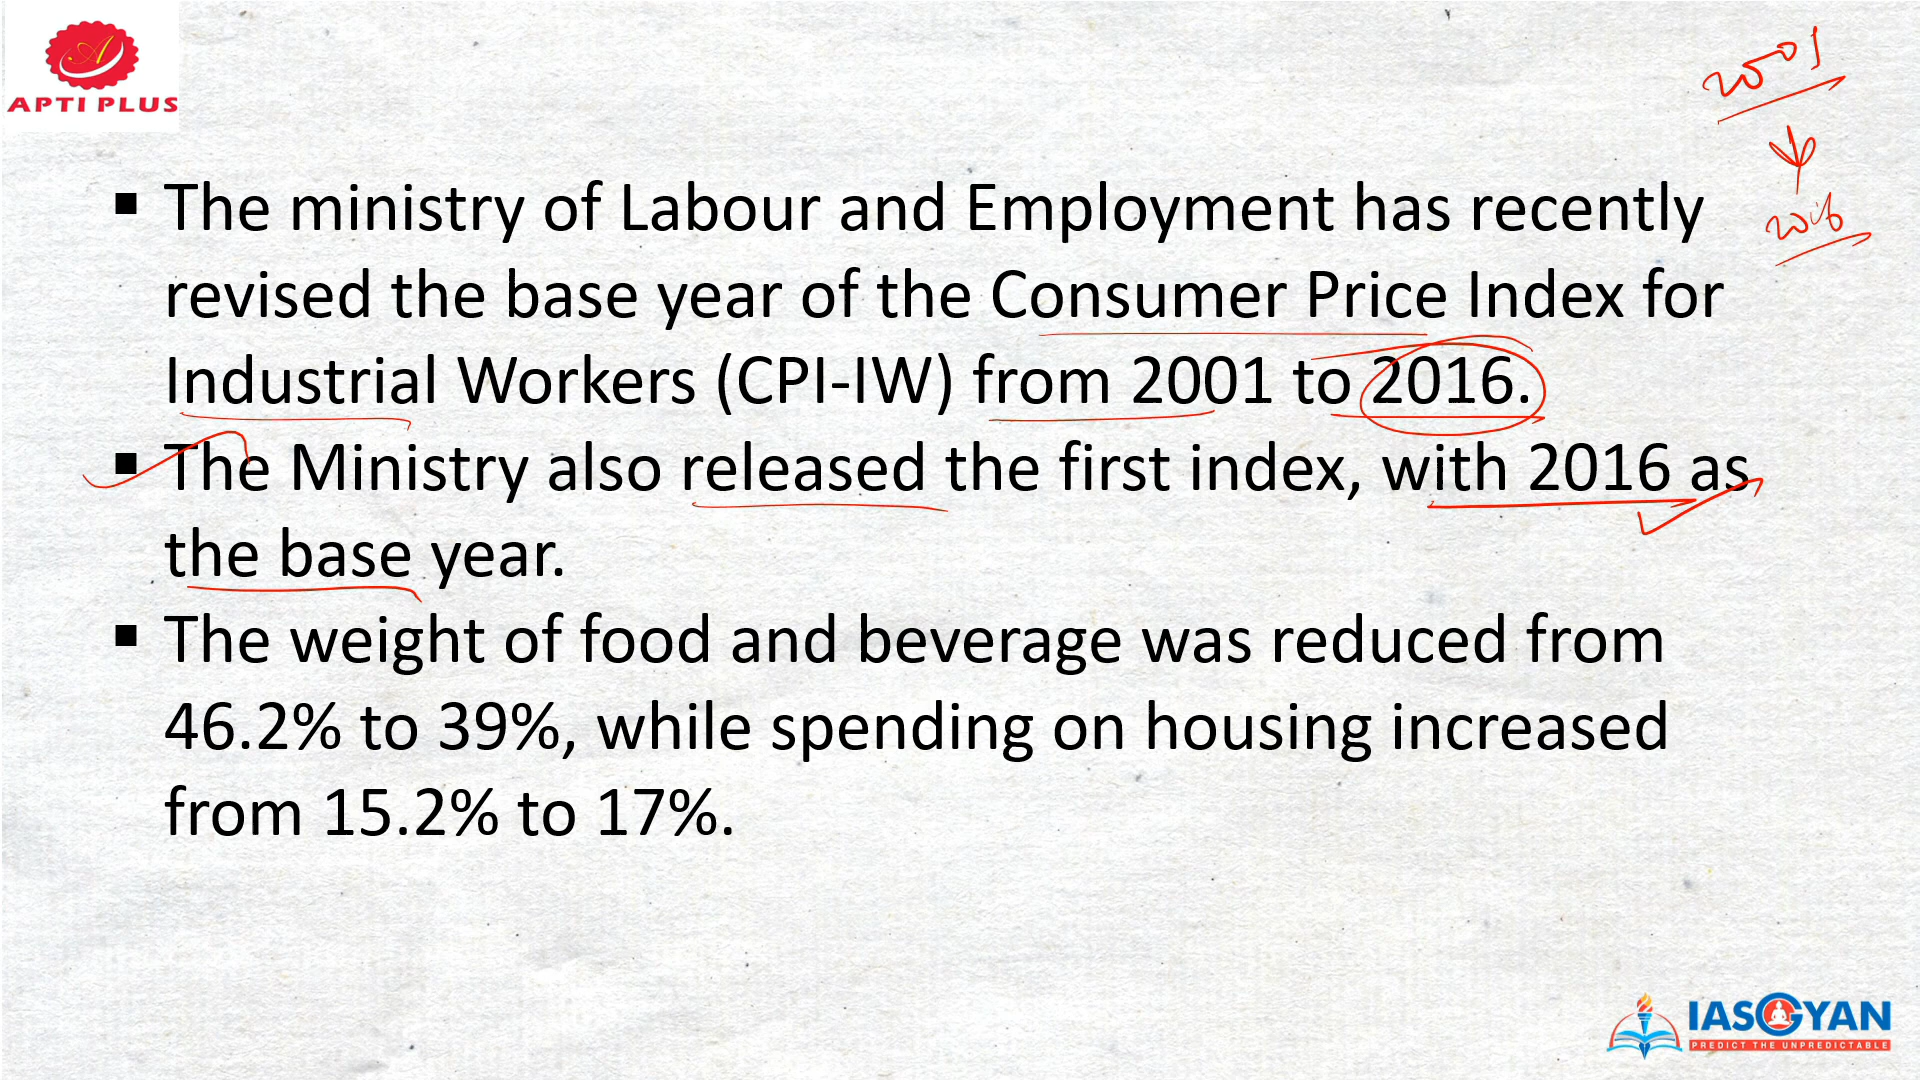 APTI PLUS
2001
2016
▪ The ministry of Labour and Employment has recently
revised the base year of the Consumer Price Index for
Industrial Workers (CPI-IW) from 2001 to 2016.
▪ The Ministry also released the first index, with 2016 as
the base year.
▪ The weight of food and beverage was reduced from
46.2% to 39%, while spending on housing increased
from 15.2% to 17%.
IASGYAN
PREDICT THE UNPREDICTABLE